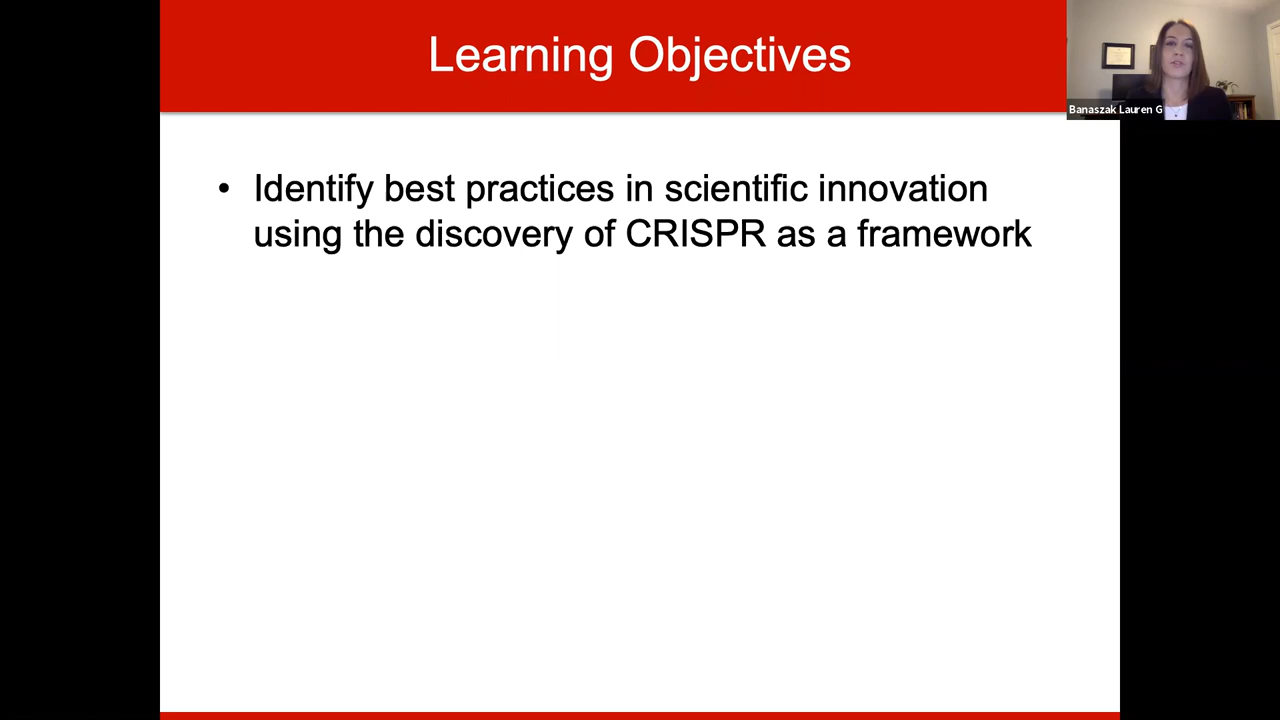 Learning Objectives
Banaszak Lauren G
• Identify best practices in scientific innovation
using the discovery of CRISPR as a framework